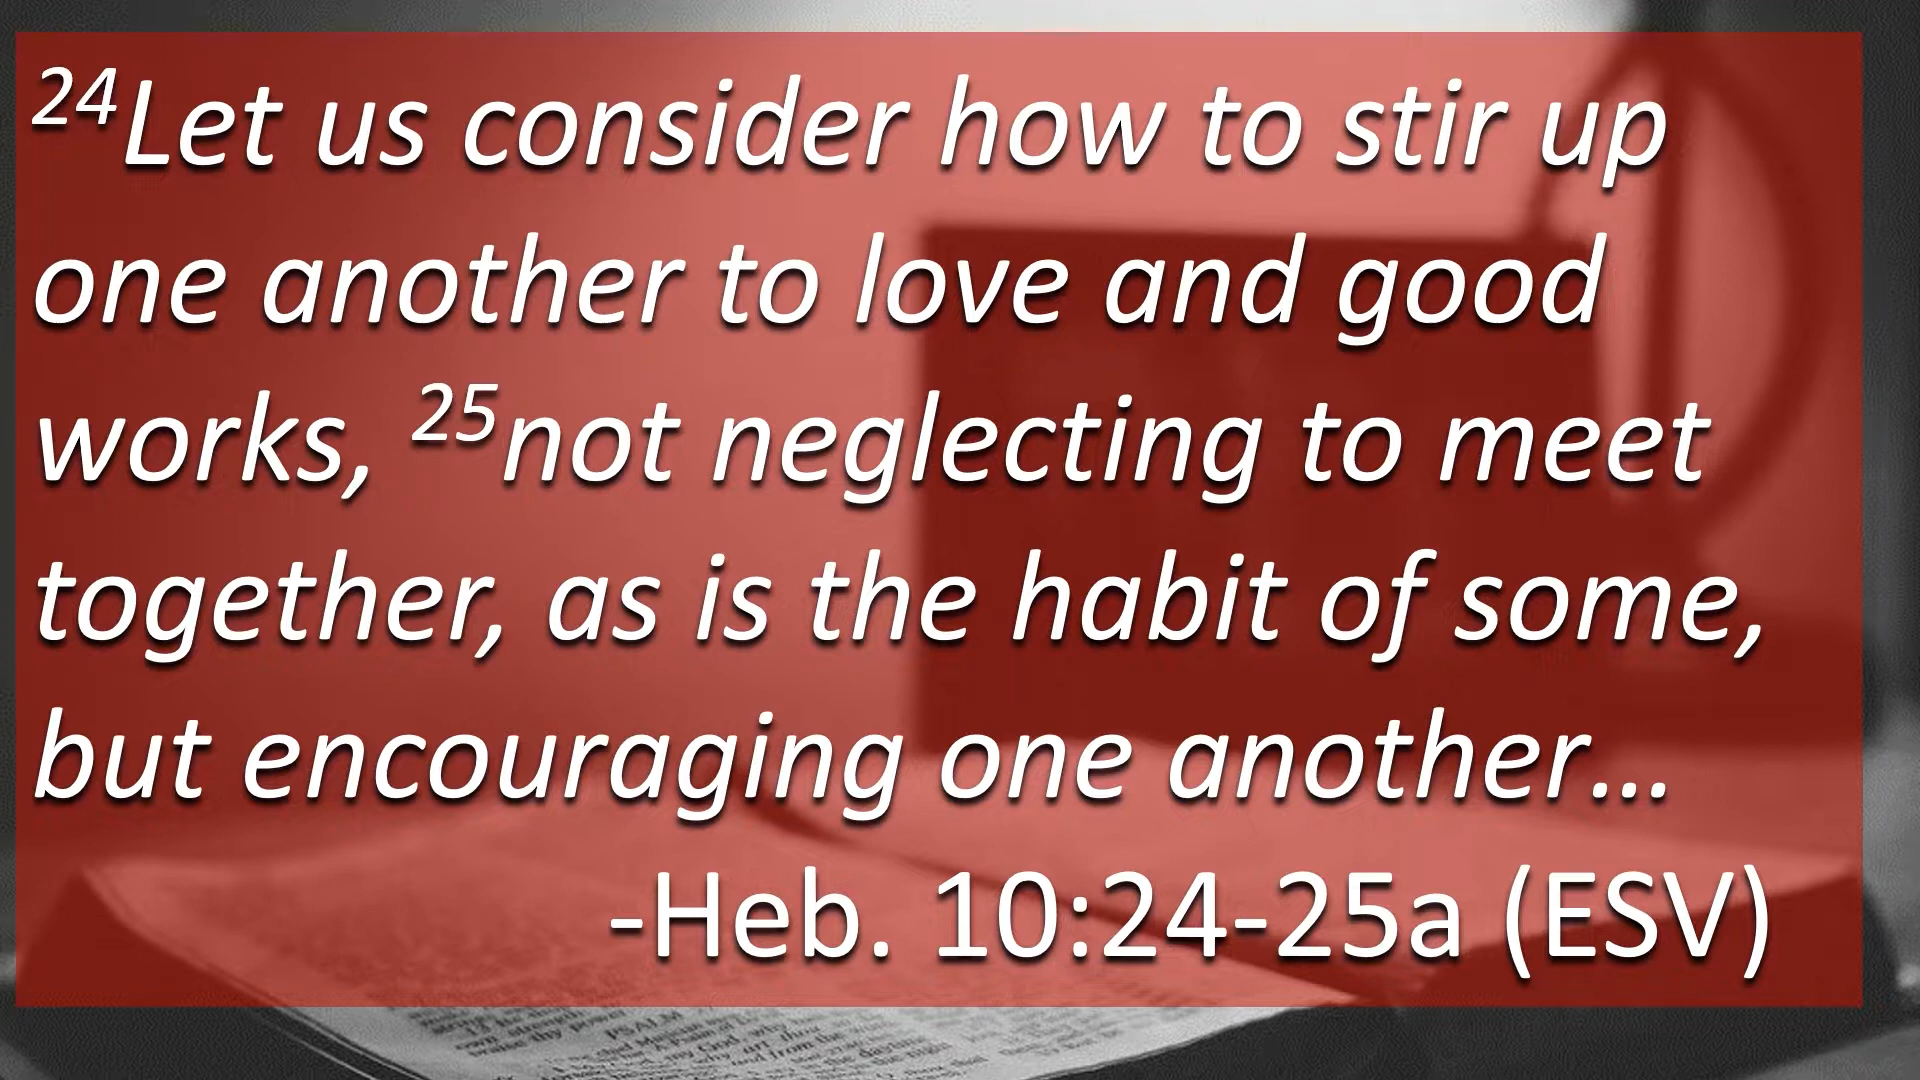 ²⁴Let us consider how to stir up
one another to love and good
works, ²⁵not neglecting to meet
together, as is the habit of some,
but encouraging one another…
-Heb. 10:24-25a (ESV)
PSALM